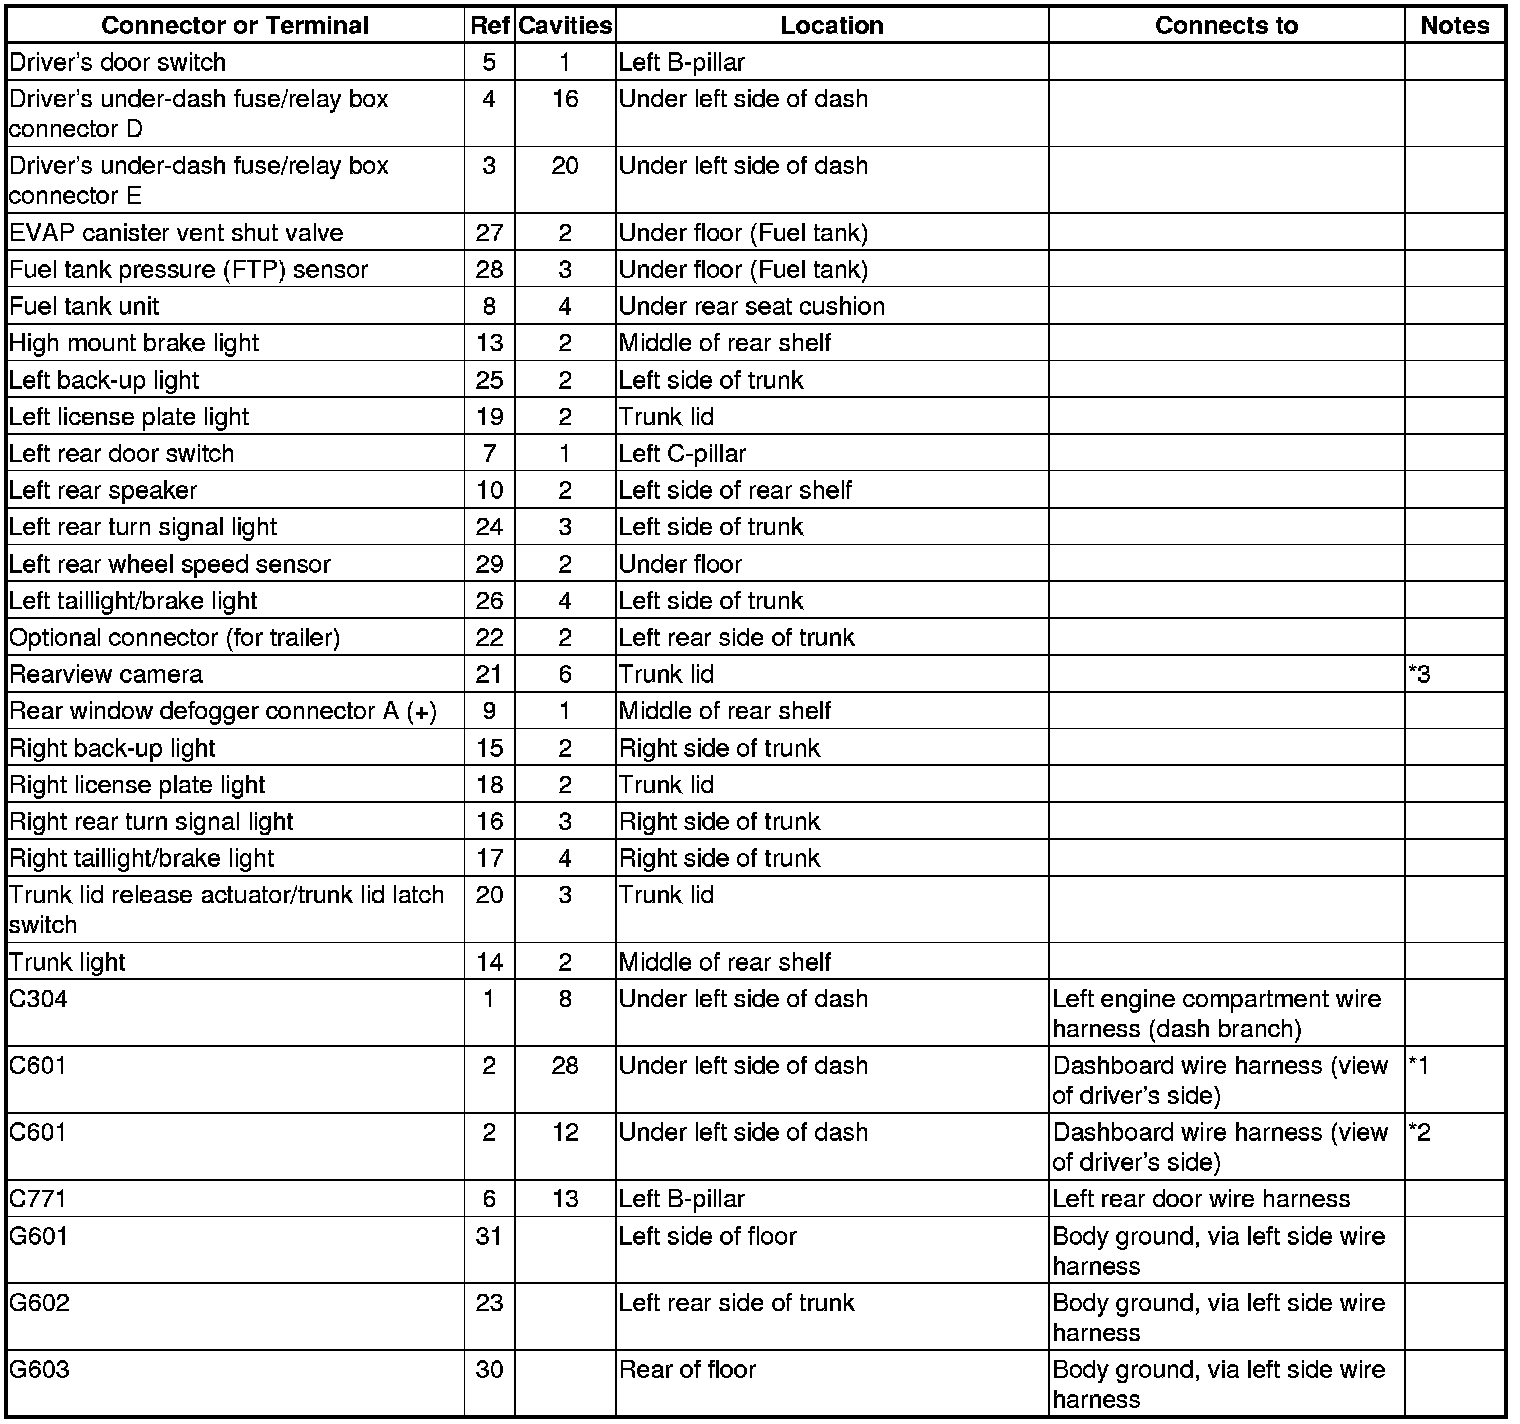 Connector or Terminal Ref Cavities Location Connects to Notes
Driver's door switch 5 1 Left B-pillar
Driver's under-dash fuse/relay box 4 16 Under left side of dash
connector D
Driver's under-dash fuse/relay box 3 20 Under left side of dash
connector E
EVAP canister vent shut valve 27 2 Under floor (Fuel tank)
Fuel tank pressure (FTP) sensor 28 3 Under floor (Fuel tank)
Fuel tank unit 8 4 Under rear seat cushion
High mount brake light 13 2 Middle of rear shelf
Left back-up light 25 2 Left side of trunk
Left license plate light 19 2 Trunk lid
Left rear door switch 7 1 Left C-pillar
Left rear speaker 10 2 Left side of rear shelf
Left rear turn signal light 24 3 Left side of trunk
Left rear wheel speed sensor 29 2 Under floor
Left taillight/brake light 26 4 Left side of trunk
Optional connector (for trailer) 22 2 Left rear side of trunk
Rearview camera 21 6 Trunk lid *3
Rear window defogger connector A (+) 9 1 Middle of rear shelf
Right back-up light 15 2 Right side of trunk
Right license plate light 18 2 Trunk lid
Right rear turn signal light 16 3 Right side of trunk
Right taillight/brake light 17 4 Right side of trunk
Trunk lid release actuator/trunk lid latch 20 3 Trunk lid
switch
Trunk light 14 2 Middle of rear shelf
C304 1 8 Under left side of dash Left engine compartment wire
harness (dash branch)
C601 2 28 Under left side of dash Dashboard wire harness (view *1
of driver's side)
C601 2 12 Under left side of dash Dashboard wire harness (view *2
of driver's side)
C771 6 13 Left B-pillar Left rear door wire harness
G601 31 Left side of floor Body ground, via left side wire
harness
G602 23 Left rear side of trunk Body ground, via left side wire
harness
G603 30 Rear of floor Body ground, via left side wire
harness